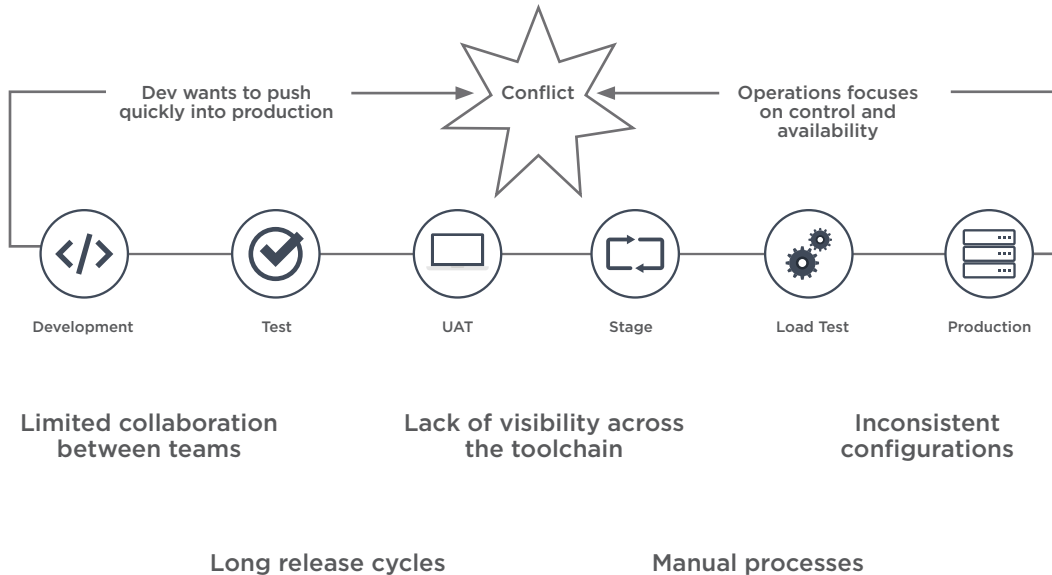 Dev wants to push
quickly into production
Conflict
Operations focuses
on control and
availability
Development
Test
UAT
Stage
Load Test
Production
Limited collaboration
between teams
Lack of visibility across
the toolchain
Inconsistent
configurations
Long release cycles
Manual processes